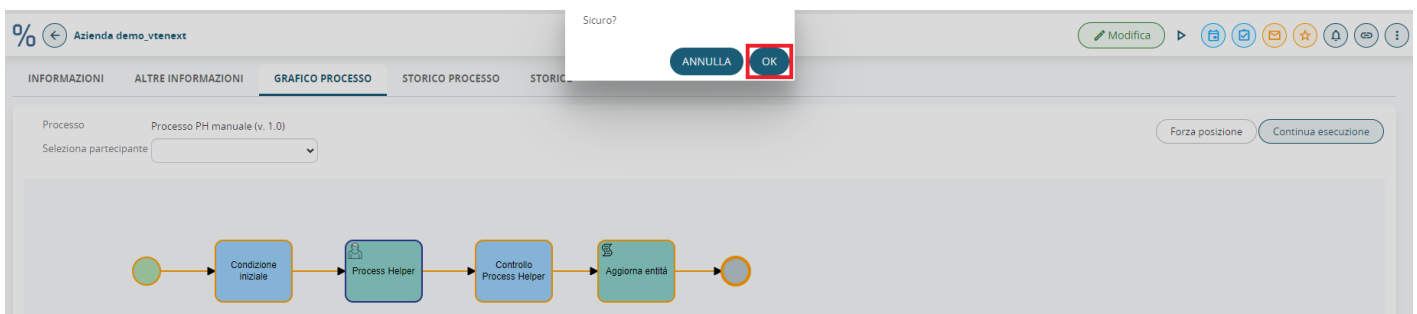 Sicuro?
ANNULLA OK
Azienda demo_vtenext
Modifica
INFORMAZIONI ALTRE INFORMAZIONI GRAFICO PROCESSO STORICO PROCESSO STORICO
Processo Processo PH manuale (v. 1.0)
Forza posizione Continua esecuzione
Seleziona partecipante
Condizione
iniziale
Process Helper
Controllo
Process Helper
Aggiorna entità